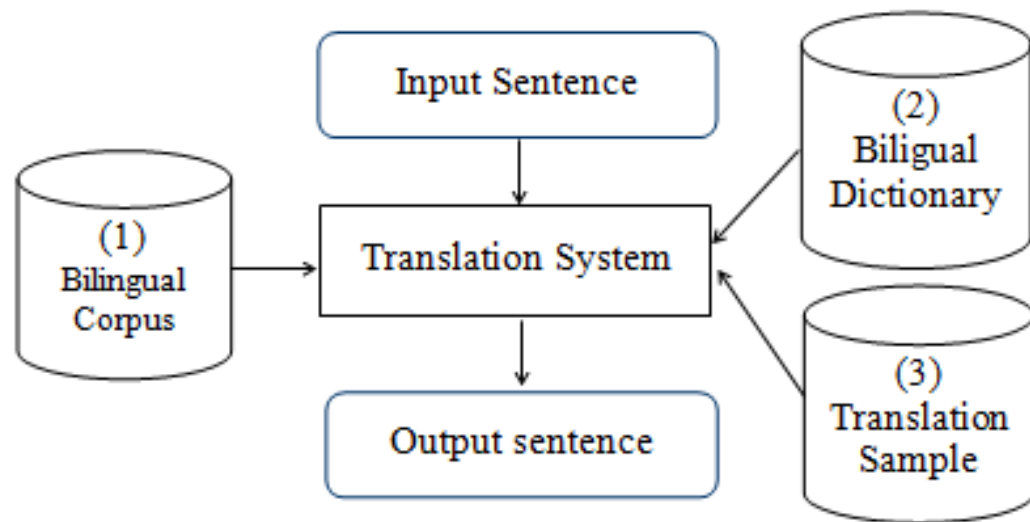 Input Sentence
(2)
Biligual
Dictionary
(1)
Bilingual
Corpus
Translation System
(3)
Translation
Sample
Output sentence